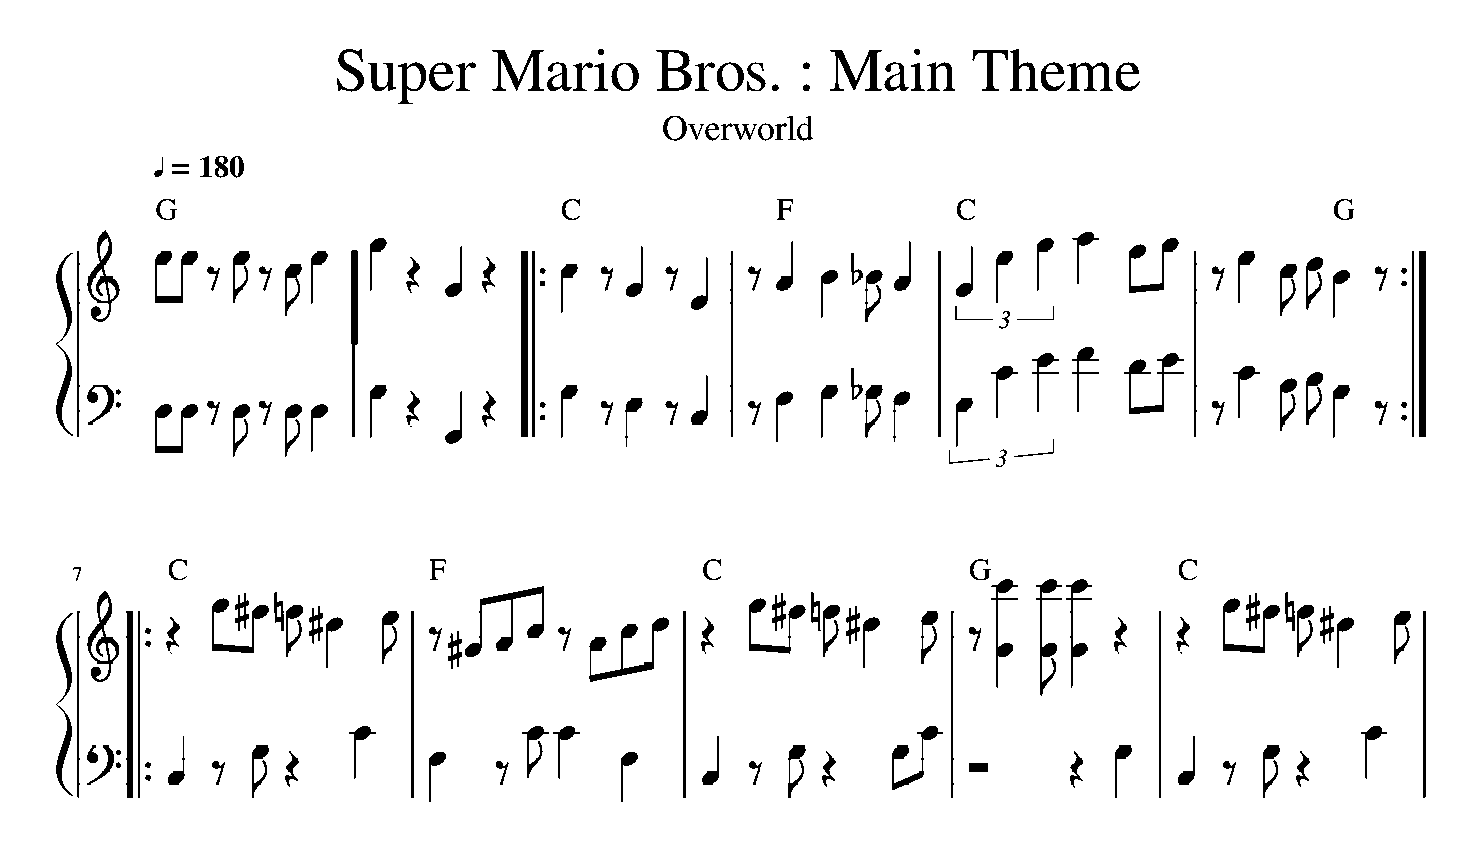 Super Mario Bros. : Main Theme
Overworld
♩ = 180
G C F C G
3
3
7 C F C G C